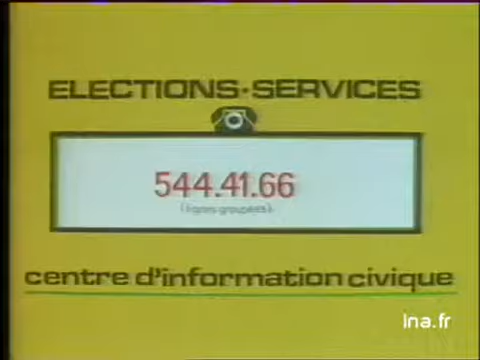 ELECTIONS·SERVICES
544.41.66
(lignes groupées)
centre d'information civique
ina.fr